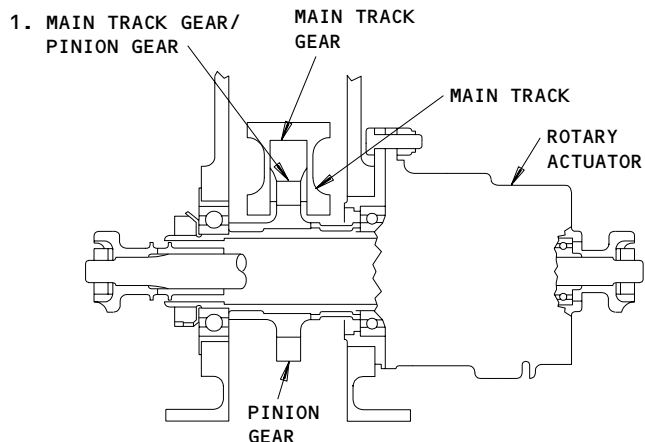 1. MAIN TRACK GEAR/
PINION GEAR
MAIN TRACK
GEAR
MAIN TRACK
ROTARY
ACTUATOR
PINION
GEAR